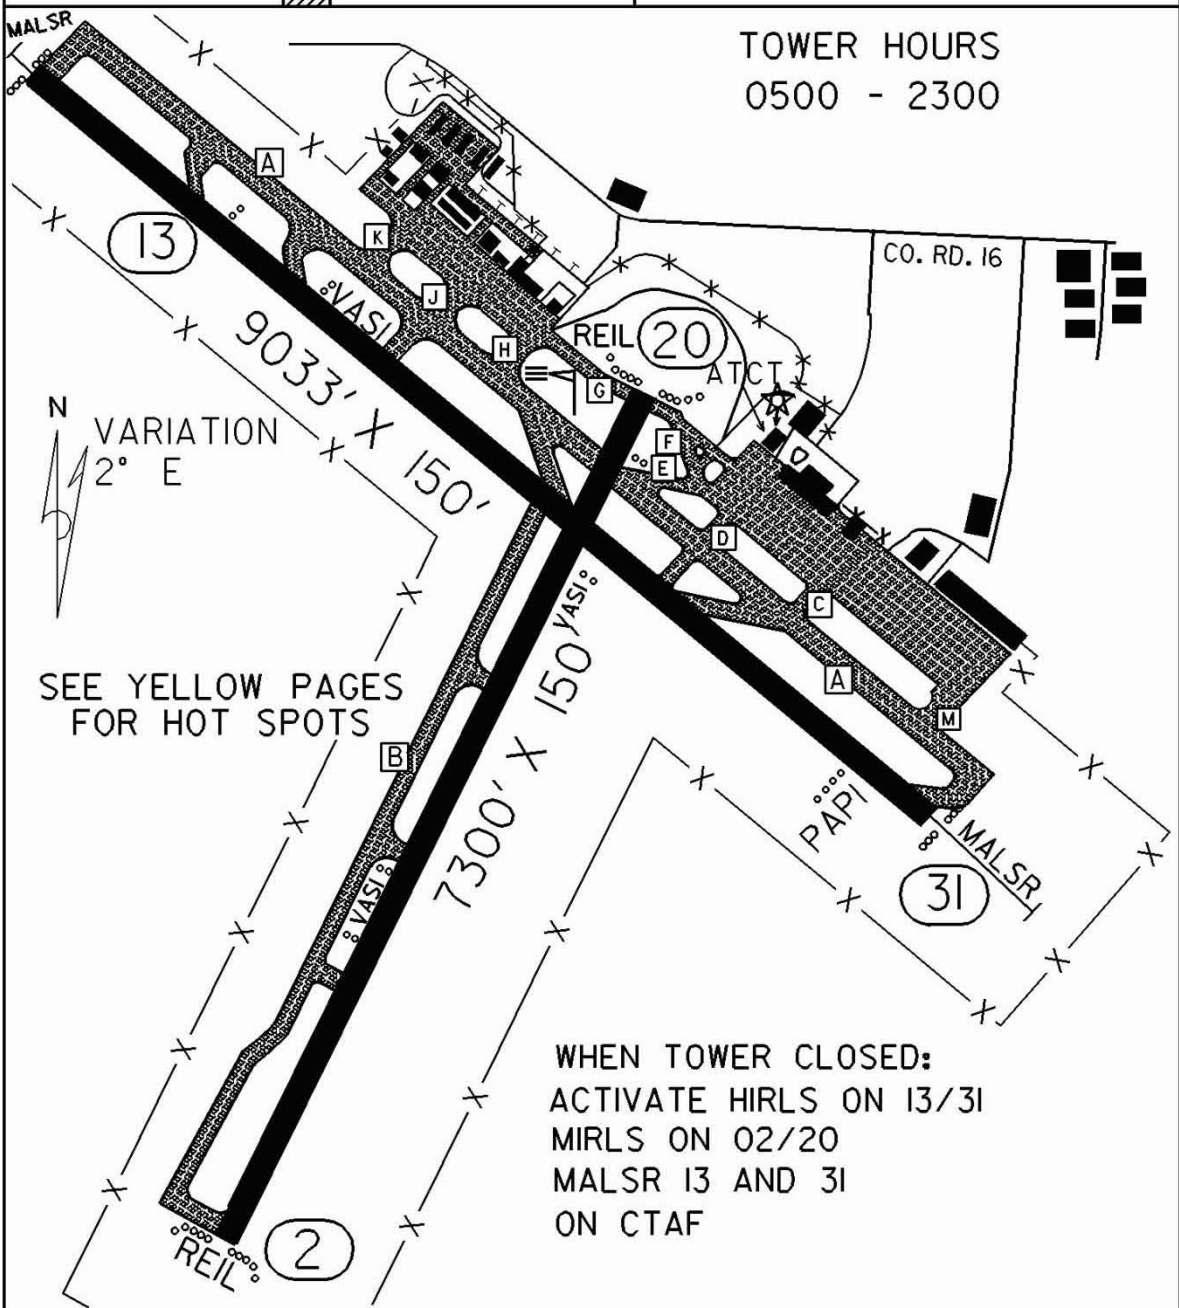 MALSR
TOWER HOURS
0500 - 2300
A
13
K
CO. RD. 16
J
VASI
REIL
20
9033' X 150'
H
ATCT
G
N
VARIATION
2° E
F
E
D
VASI
C
SEE YELLOW PAGES
FOR HOT SPOTS
A
M
B
7300' X 150
PAPI
MALSR
VASI
31
WHEN TOWER CLOSED:
ACTIVATE HIRLS ON 13/31
MIRLS ON 02/20
MALSR 13 AND 31
ON CTAF
REIL
2